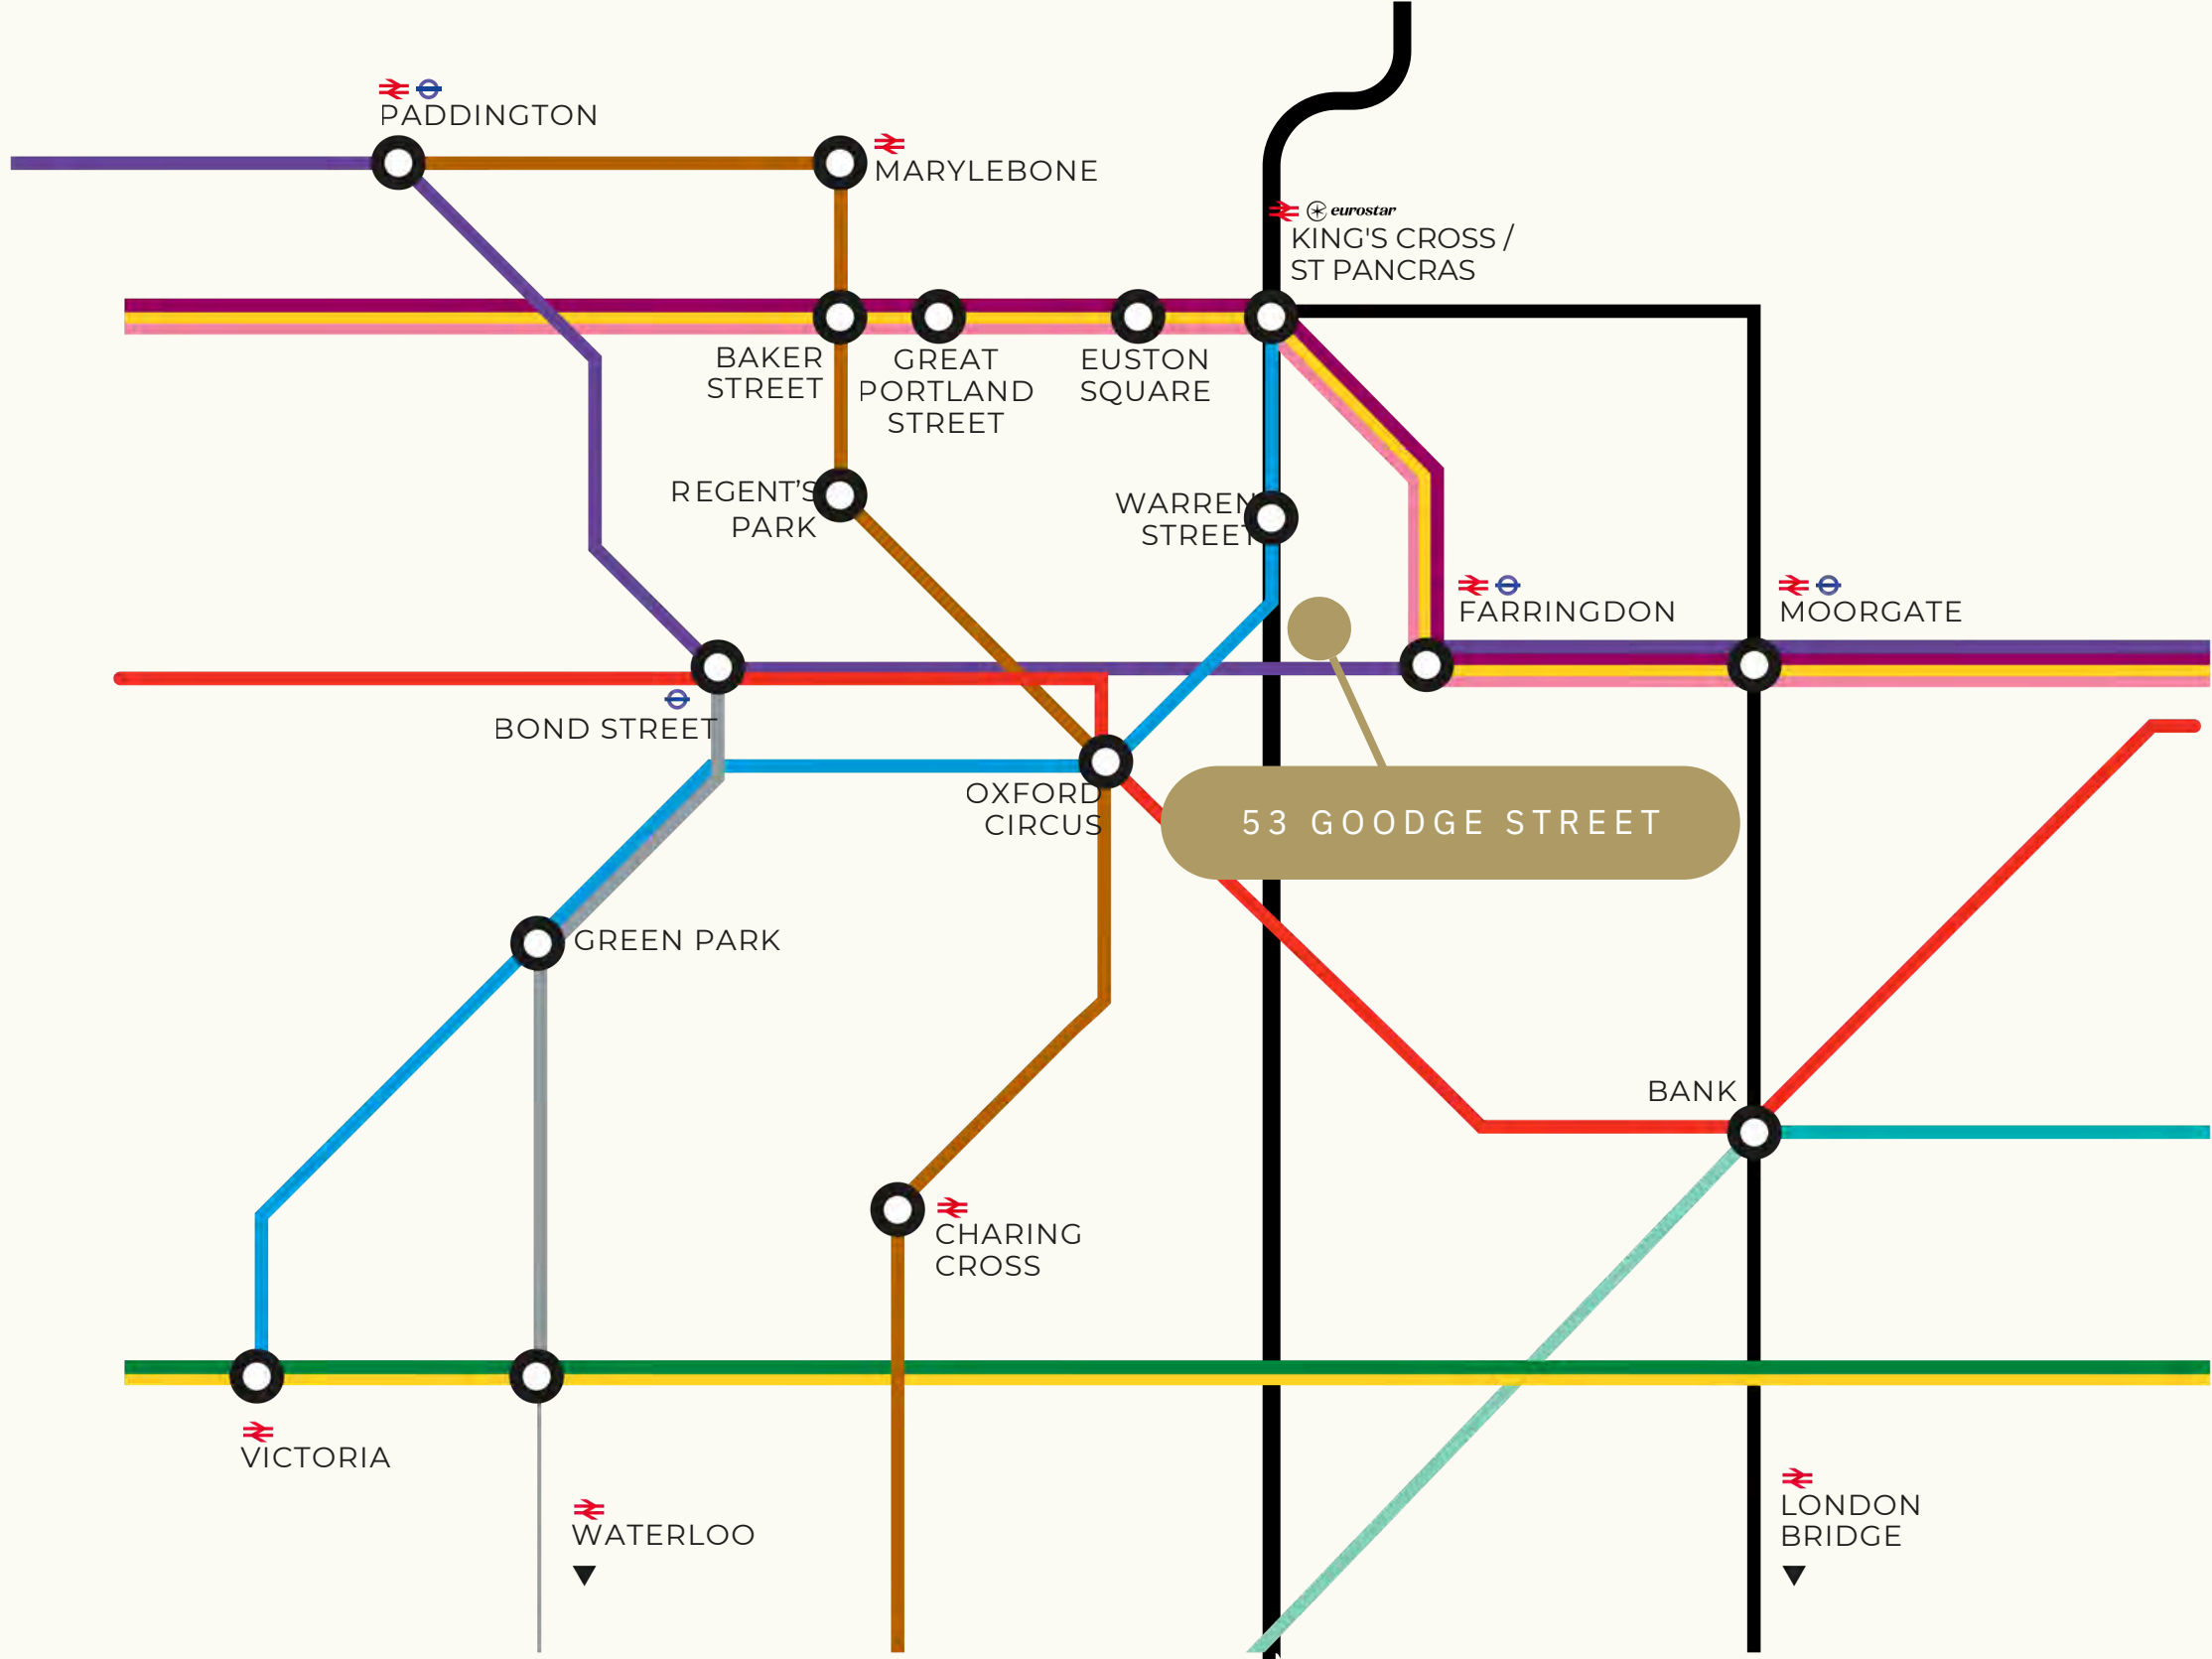 PADDINGTON
MARYLEBONE
eurostar
KING'S CROSS /
ST PANCRAS
BAKER
STREET
GREAT
PORTLAND
STREET
EUSTON
SQUARE
REGENT’S
PARK
WARREN
STREET
FARRINGDON
MOORGATE
BOND STREET
OXFORD
CIRCUS
53 GOODGE STREET
GREEN PARK
BANK
CHARING
CROSS
VICTORIA
WATERLOO
LONDON
BRIDGE